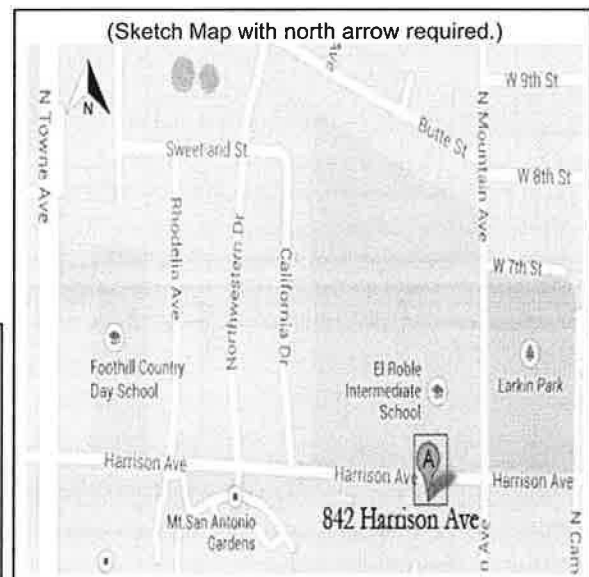 (Sketch Map with north arrow required.)
N
N Towne Ave
Ave
W 9th St
Butte St
N Mountain Ave
Sweetland St
W 8th St
Rhodelia Ave
Northwestern Dr
California Dr
W 7th St
Foothill Country
Day School
El Roble
Intermediate
School
Larkin Park
Harrison Ave
Harrison Ave
A
Harrison Ave
Mt. San Antonio
Gardens
842 Harrison Ave
n Ave
N Cam